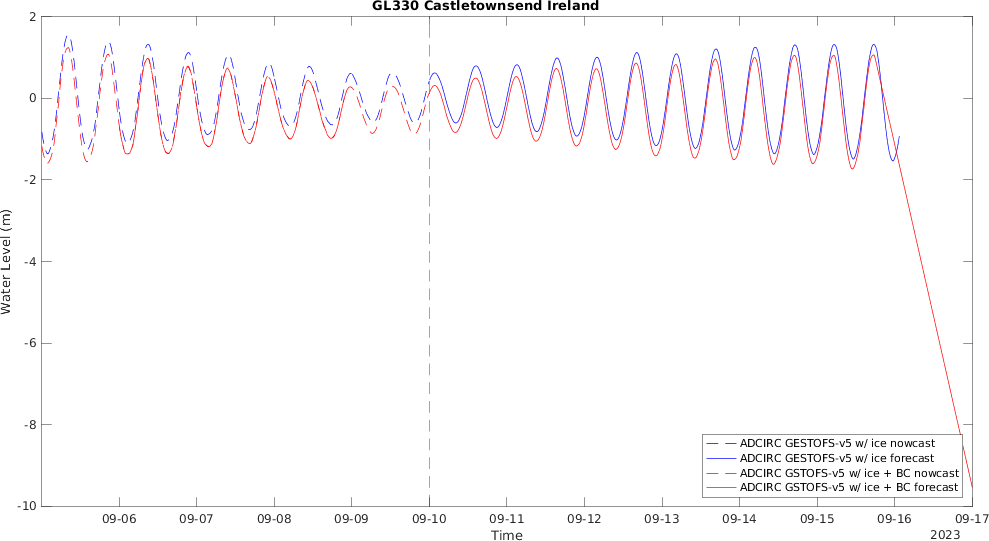 GL330 Castletownsend Ireland
2
0
-2
-4
-6
-8
-10
Water Level (m)
ADCIRC GESTOFS-v5 w/ ice nowcast
ADCIRC GESTOFS-v5 w/ ice forecast
ADCIRC GSTOFS-v5 w/ ice + BC nowcast
ADCIRC GSTOFS-v5 w/ ice + BC forecast
09-06 09-07 09-08 09-09 09-10 09-11 09-12 09-13 09-14 09-15 09-16 09-17
Time
2023